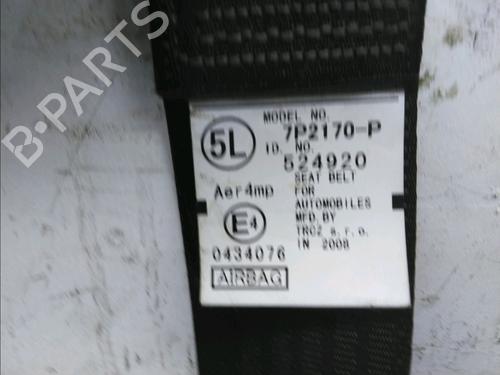 B-PARTS
MODEL NO.
5L
7P2170-P
ID. NO.
524920
Aer4mp
SEAT BELT
FOR
AUTOMOBILES
MFD. BY
TRCZ s.r.o.
IN 2008
E4
0434076
AIRBAG